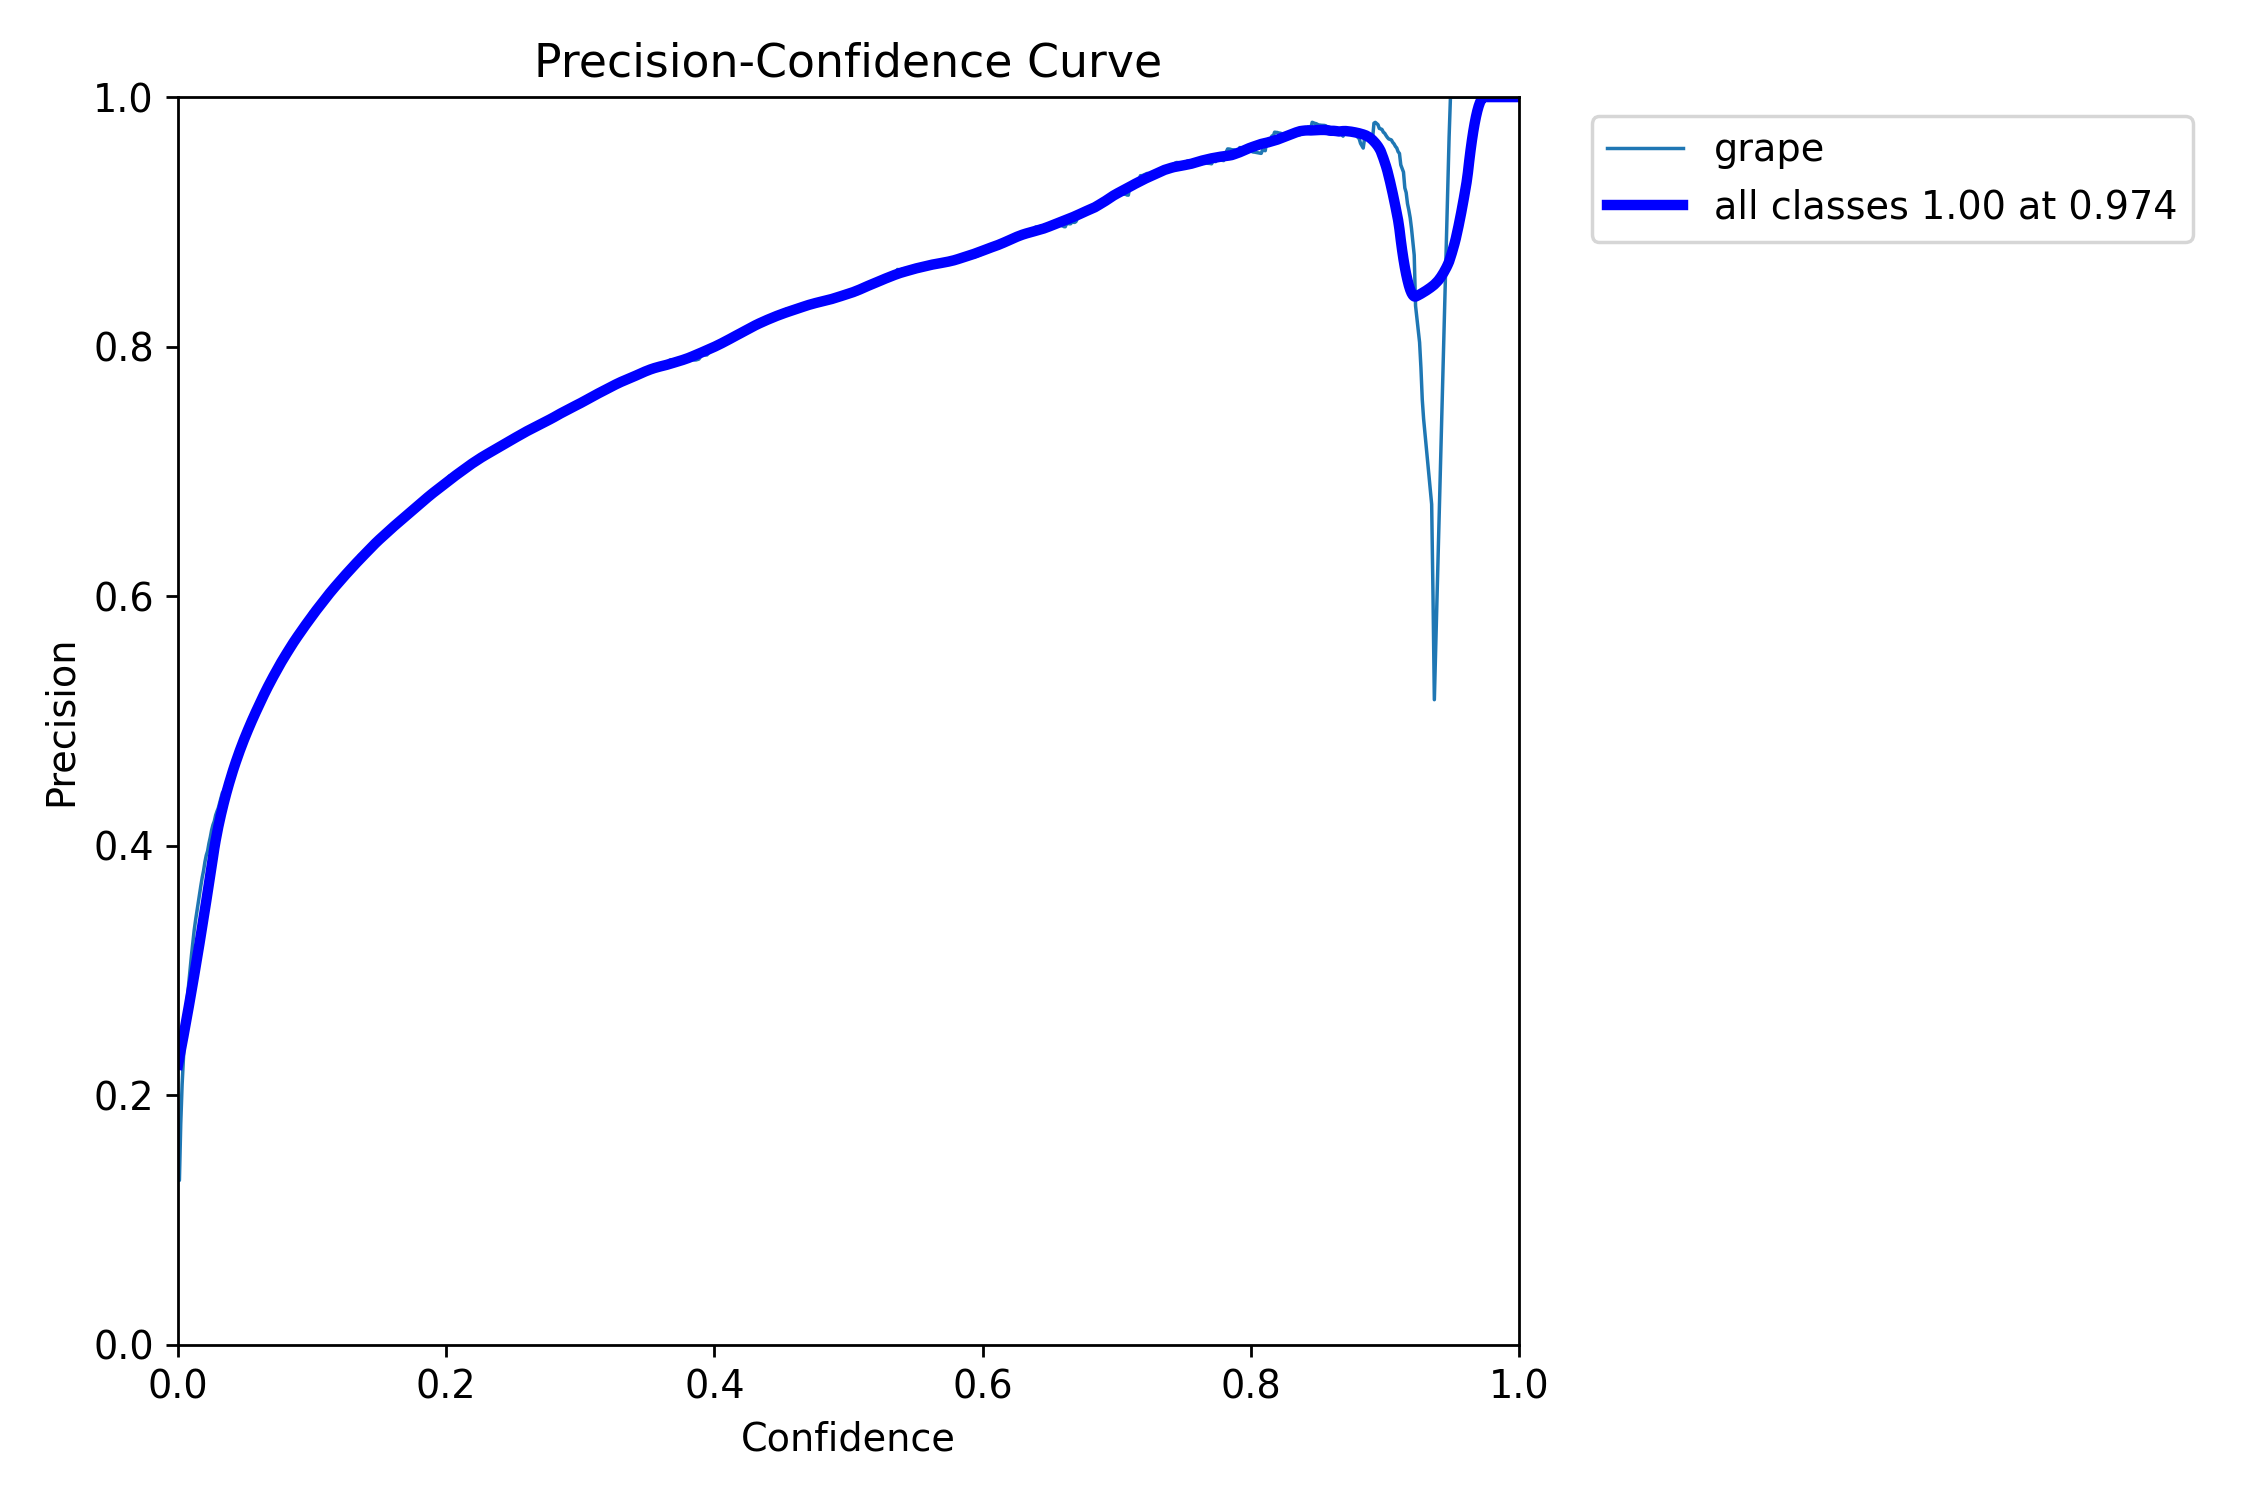 Precision-Confidence Curve
1.0
0.8
0.6
0.4
0.2
0.0
Precision
0.0 0.2 0.4 0.6 0.8 1.0
Confidence
grape
all classes 1.00 at 0.974